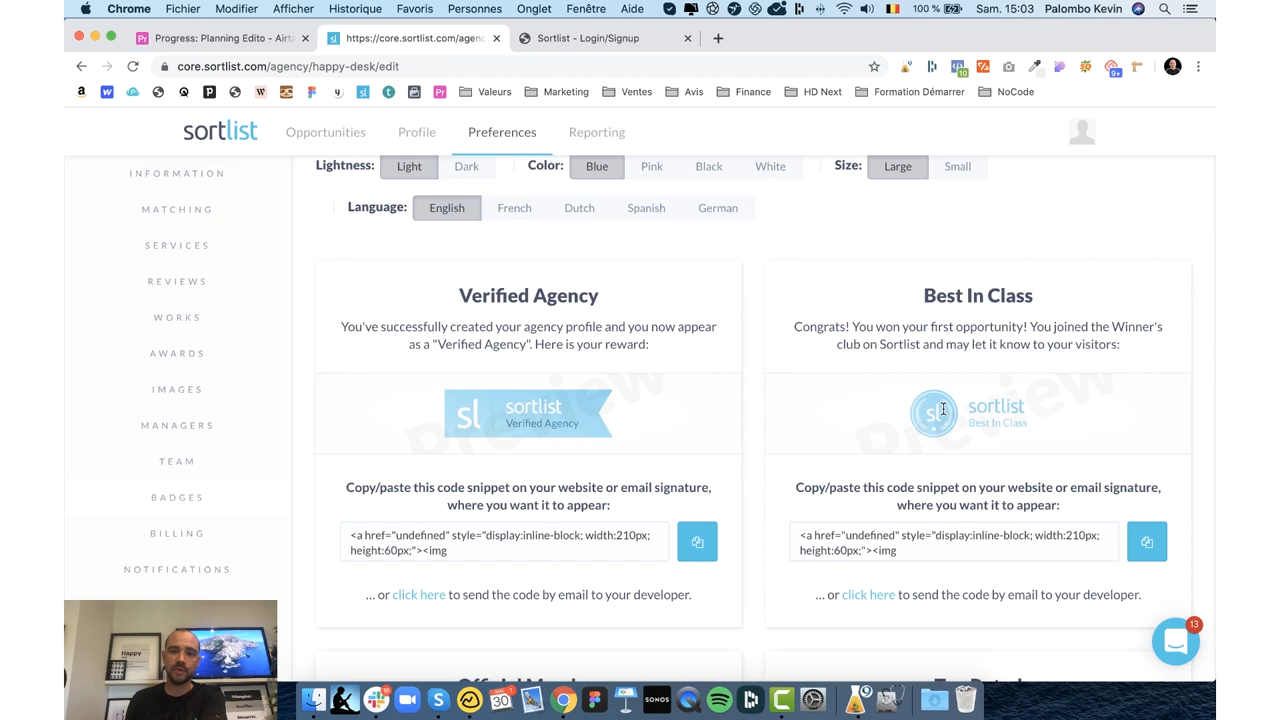 Chrome Fichier Modifier Afficher Historique Favoris Personnes Onglet Fenêtre Aide 100 % Sam. 15:03 Palombo Kevin
Progress: Planning Edito - Airta
https://core.sortlist.com/agenc
Sortlist - Login/Signup
core.sortlist.com/agency/happy-desk/edit
Valeurs Marketing Ventes Avis Finance HD Next Formation Démarrer NoCode
sortlist Opportunities Profile Preferences Reporting
INFORMATION
MATCHING
SERVICES
REVIEWS
WORKS
AWARDS
IMAGES
MANAGERS
TEAM
BADGES
BILLING
NOTIFICATIONS
Lightness: Light Dark Color: Blue Pink Black White Size: Large Small
Language: English French Dutch Spanish German
Verified Agency
You've successfully created your agency profile and you now appear
as a "Verified Agency". Here is your reward:
Preview
sl sortlist
Verified Agency
Copy/paste this code snippet on your website or email signature,
where you want it to appear:
<a href="undefined" style="display:inline-block; width:210px;
height:60px;"><img
... or click here to send the code by email to your developer.
Best In Class
Congrats! You won your first opportunity! You joined the Winner's
club on Sortlist and may let it know to your visitors:
Preview
sl sortlist
Best In Class
Copy/paste this code snippet on your website or email signature,
where you want it to appear:
<a href="undefined" style="display:inline-block; width:210px;
height:60px;"><img
... or click here to send the code by email to your developer.
13
Happy
30
SONOS